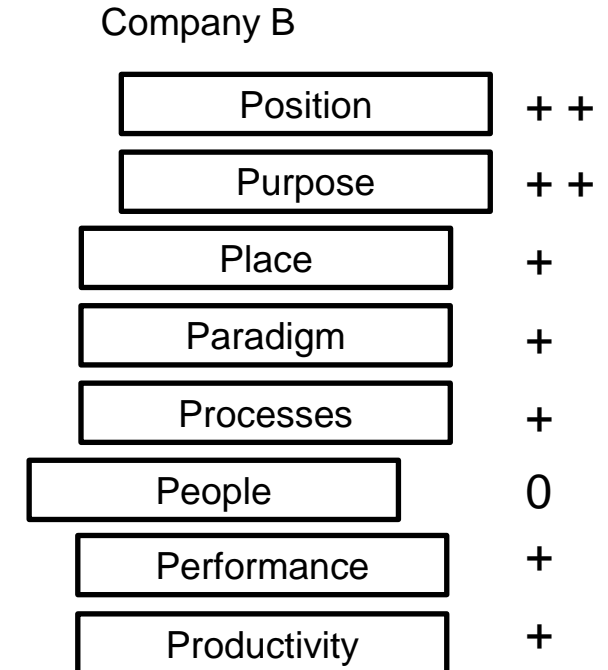 Company B
Position + +
Purpose + +
Place +
Paradigm +
Processes +
People 0
Performance +
Productivity +